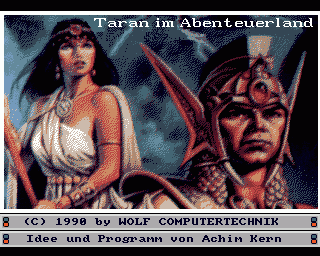 Taran im Abenteuerland
(C) 1990 by WOLF COMPUTERTECHNIK
Idee und Programm von Achim Kern